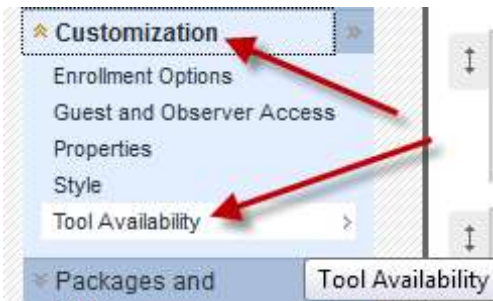 Customization
Enrollment Options
Guest and Observer Access
Properties
Style
Tool Availability
Packages and
Tool Availability